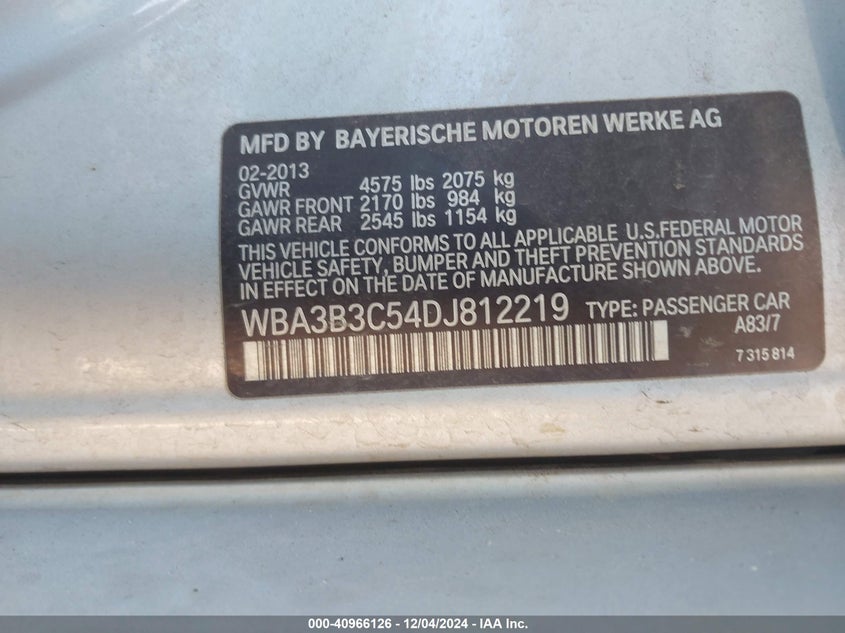 MFD BY BAYERISCHE MOTOREN WERKE AG
02-2013
GVWR 4575 lbs 2075 kg
GAWR FRONT 2170 lbs 984 kg
GAWR REAR 2545 lbs 1154 kg
THIS VEHICLE CONFORMS TO ALL APPLICABLE U.S.FEDERAL MOTOR
VEHICLE SAFETY, BUMPER AND THEFT PREVENTION STANDARDS
IN EFFECT ON THE DATE OF MANUFACTURE SHOWN ABOVE.
WBA3B3C54DJ812219 TYPE: PASSENGER CAR
A83/7
7 315 814
000-40966126 - 12/04/2024 - IAAI.com.